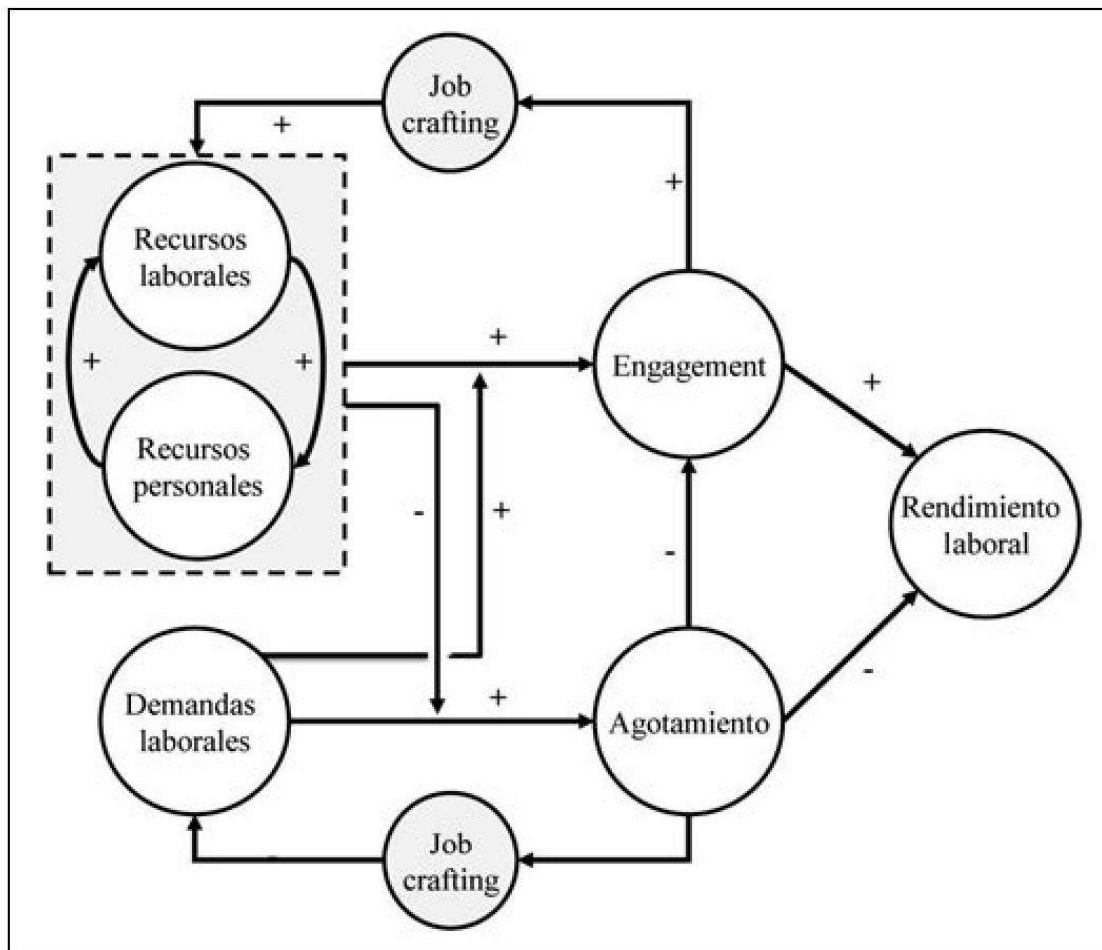 Job
crafting
+
+
Recursos
laborales
+
+
+
Engagement
+
Recursos
personales
-
+
Rendimiento
laboral
-
-
Demandas
laborales
+
Agotamiento
-
Job
crafting